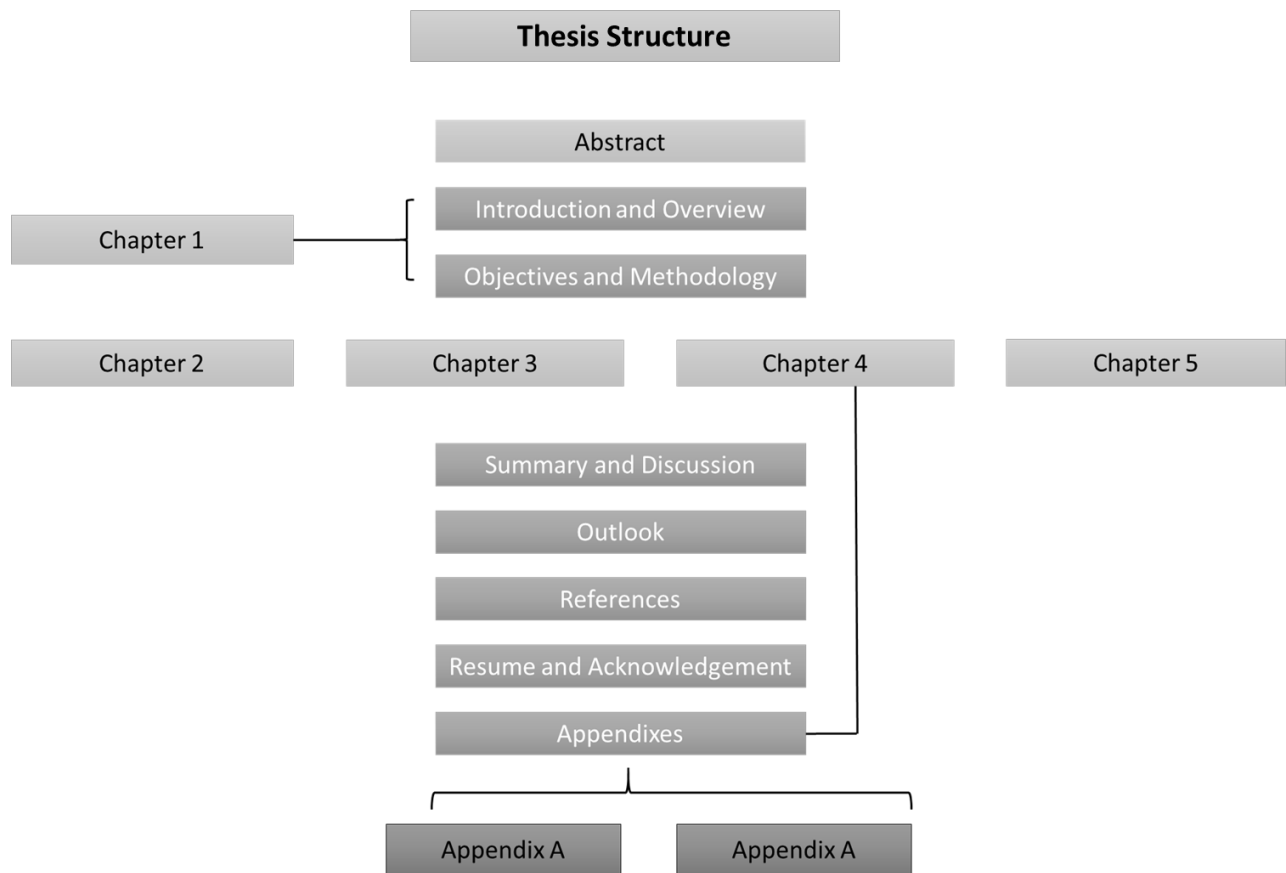 Thesis Structure
Abstract
Introduction and Overview
Chapter 1
Objectives and Methodology
Chapter 2
Chapter 3
Chapter 4
Chapter 5
Summary and Discussion
Outlook
References
Resume and Acknowledgement
Appendixes
Appendix A
Appendix A